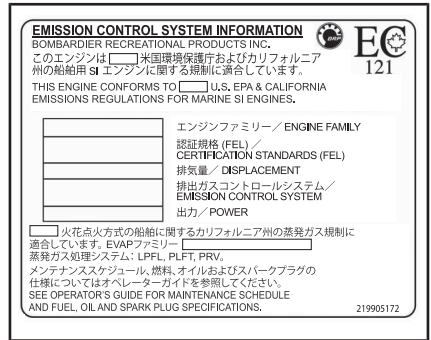 EMISSION CONTROL SYSTEM INFORMATION
BOMBARDIER RECREATIONAL PRODUCTS INC.
このエンジンは 米国環境保護庁およびカリフォルニア
州の船舶用 SI エンジンに関する規制に適合しています。
THIS ENGINE CONFORMS TO U.S. EPA & CALIFORNIA
EMISSIONS REGULATIONS FOR MARINE SI ENGINES.
brp
EC
121
エンジンファミリー/ ENGINE FAMILY
認証規格 (FEL) /
CERTIFICATION STANDARDS (FEL)
排気量/ DISPLACEMENT
排出ガスコントロールシステム/
EMISSION CONTROL SYSTEM
出力/ POWER
火花点火方式の船舶に関するカリフォルニア州の蒸発ガス規制に
適合しています。EVAPファミリー
蒸発ガス処理システム: LPFL, PLFT, PRV。
メンテナンススケジュール、燃料、オイルおよびスパークプラグの
仕様についてはオペレーターガイドを参照してください。
SEE OPERATOR'S GUIDE FOR MAINTENANCE SCHEDULE
AND FUEL, OIL AND SPARK PLUG SPECIFICATIONS.
219905172